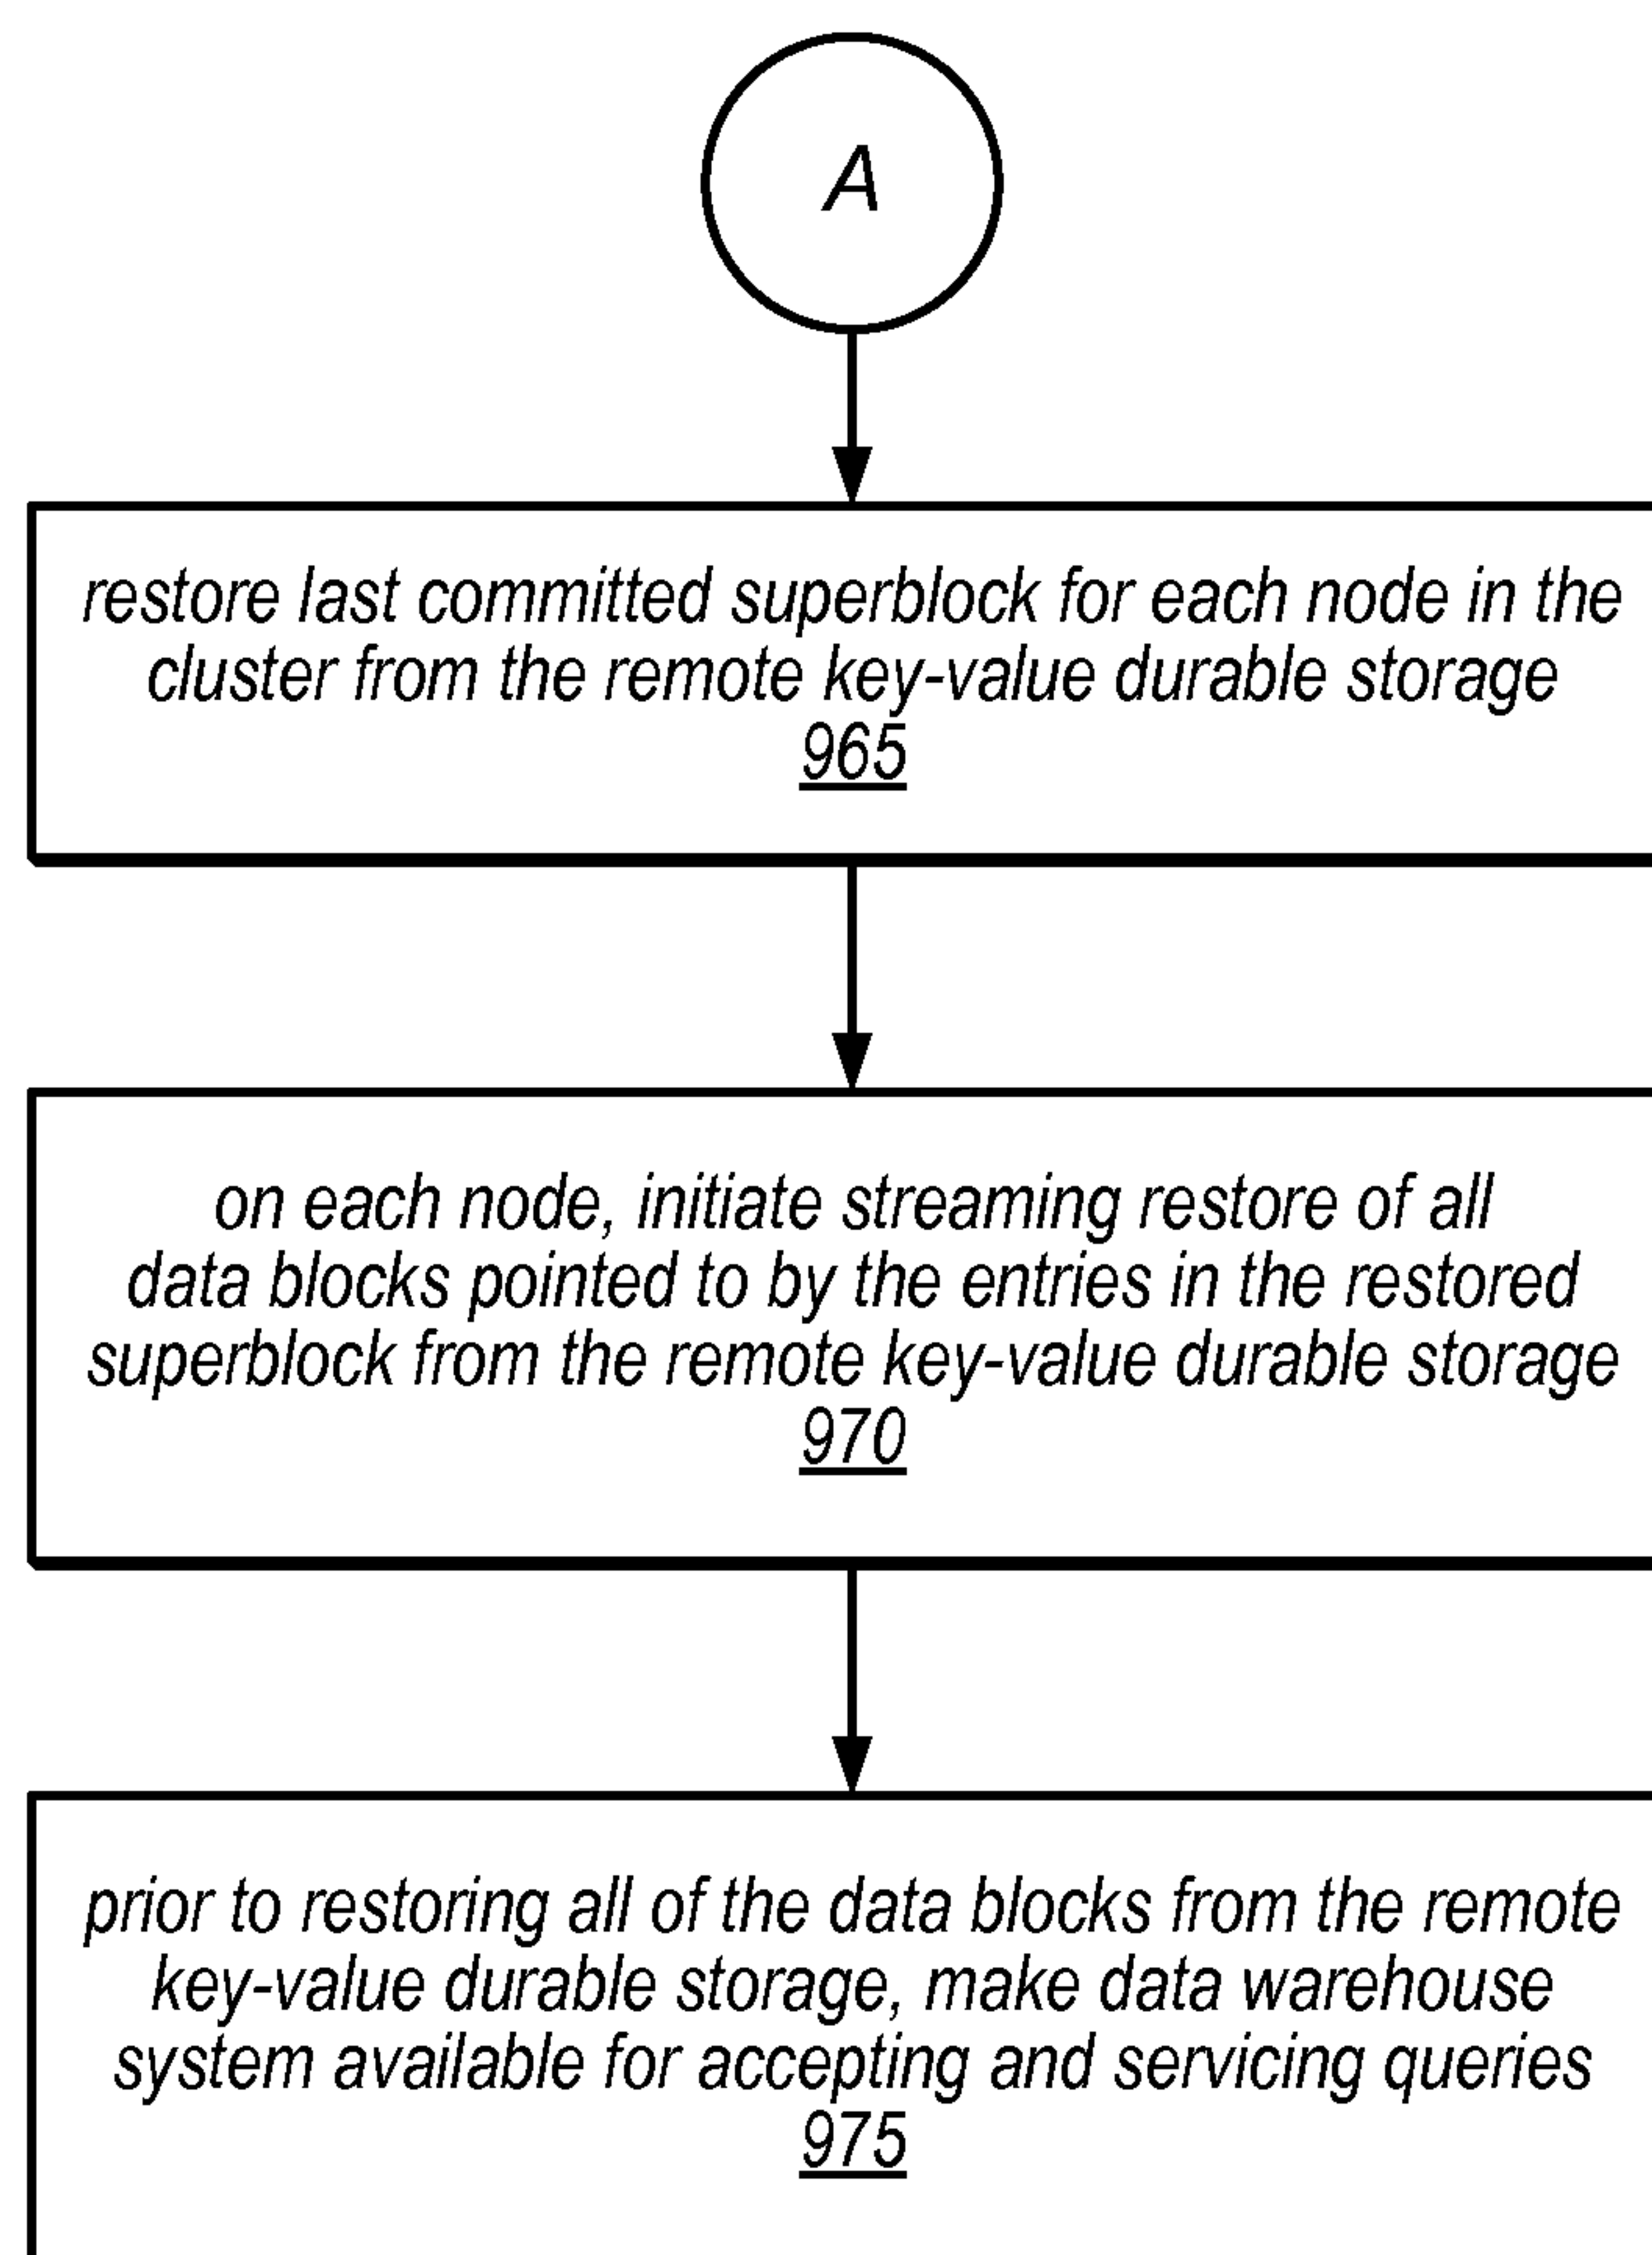 A
restore last committed superblock for each node in the
cluster from the remote key-value durable storage
965
on each node, initiate streaming restore of all
data blocks pointed to by the entries in the restored
superblock from the remote key-value durable storage
970
prior to restoring all of the data blocks from the remote
key-value durable storage, make data warehouse
system available for accepting and servicing queries
975